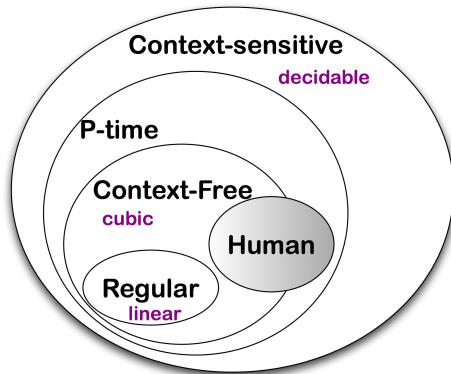 Context-sensitive
decidable
P-time
Context-Free
cubic
Human
Regular
linear